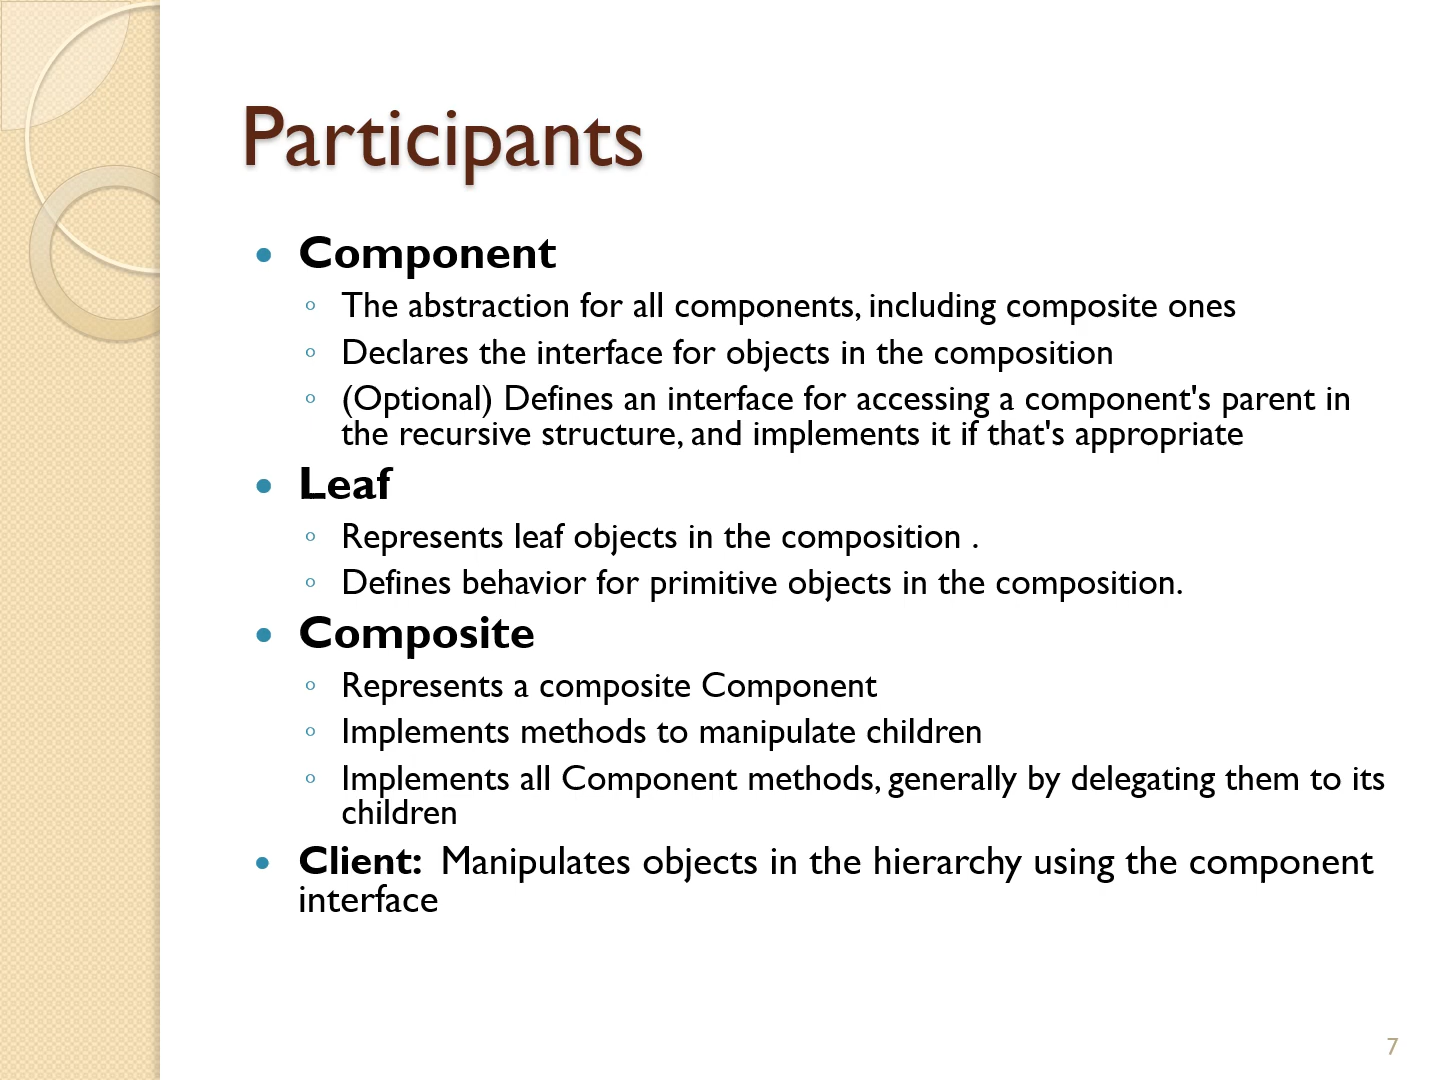 Participants
• Component
◦ The abstraction for all components, including composite ones
◦ Declares the interface for objects in the composition
◦ (Optional) Defines an interface for accessing a component's parent in
the recursive structure, and implements it if that's appropriate
• Leaf
◦ Represents leaf objects in the composition .
◦ Defines behavior for primitive objects in the composition.
• Composite
◦ Represents a composite Component
◦ Implements methods to manipulate children
◦ Implements all Component methods, generally by delegating them to its
children
• Client: Manipulates objects in the hierarchy using the component
interface
7